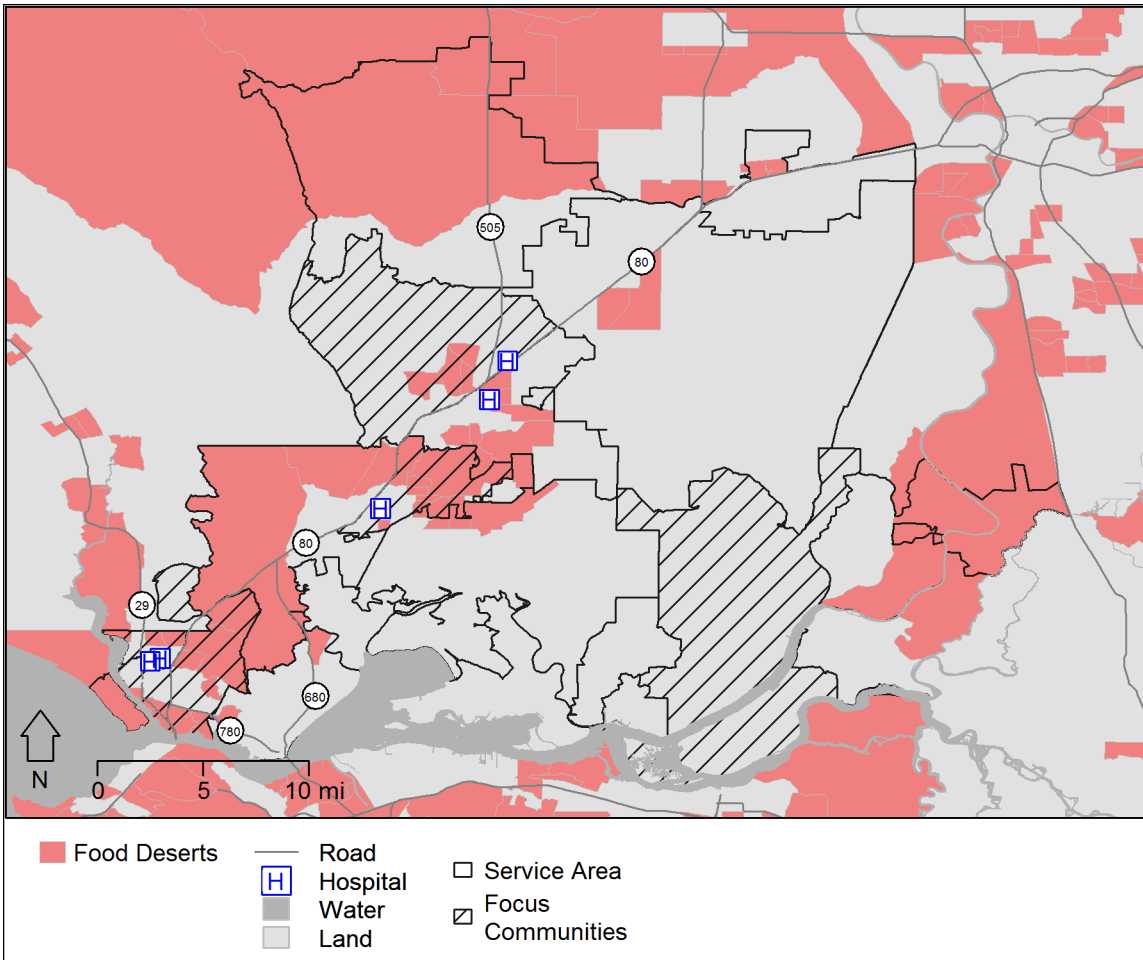 505
80
H
H
H
80
29
H H
680
780
N
0 5 10 mi
Food Deserts
Road
H Hospital
Water
Land
Service Area
Focus
Communities